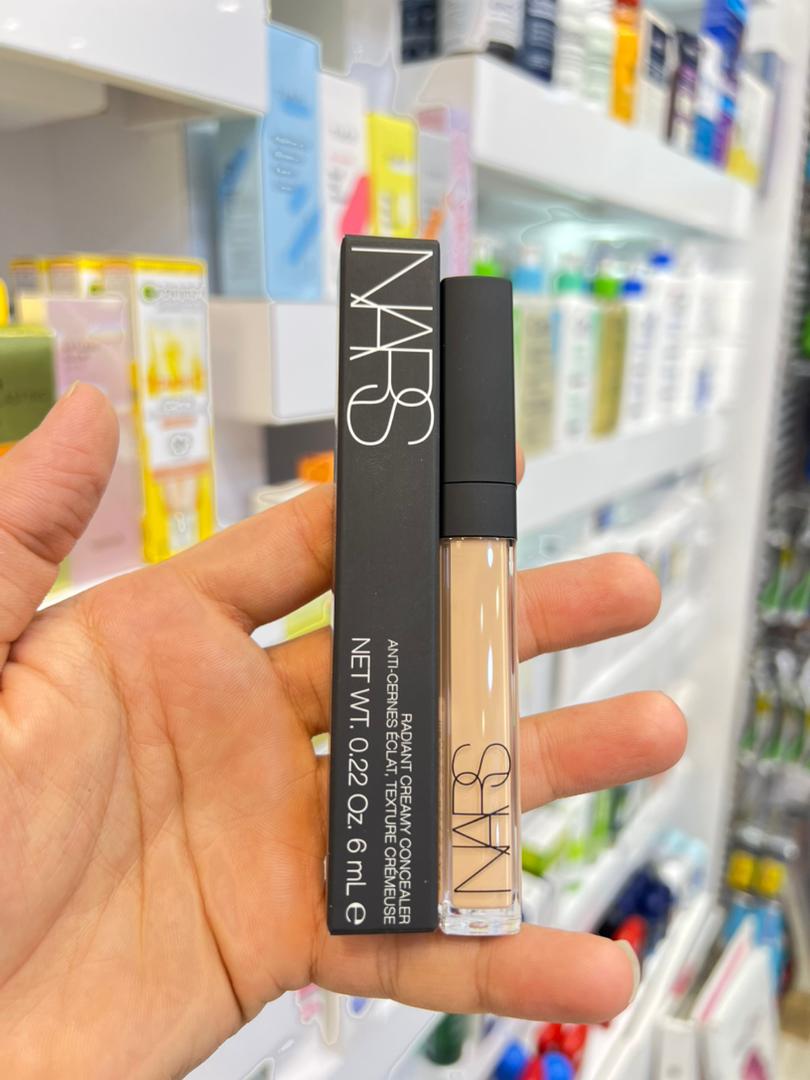 NARS
RADIANT CREAMY CONCEALER
ANTI-CERNES ÉCLAT, TEXTURE CRÉMEUSE
NET WT. 0.22 Oz. 6 mL ℮
NARS